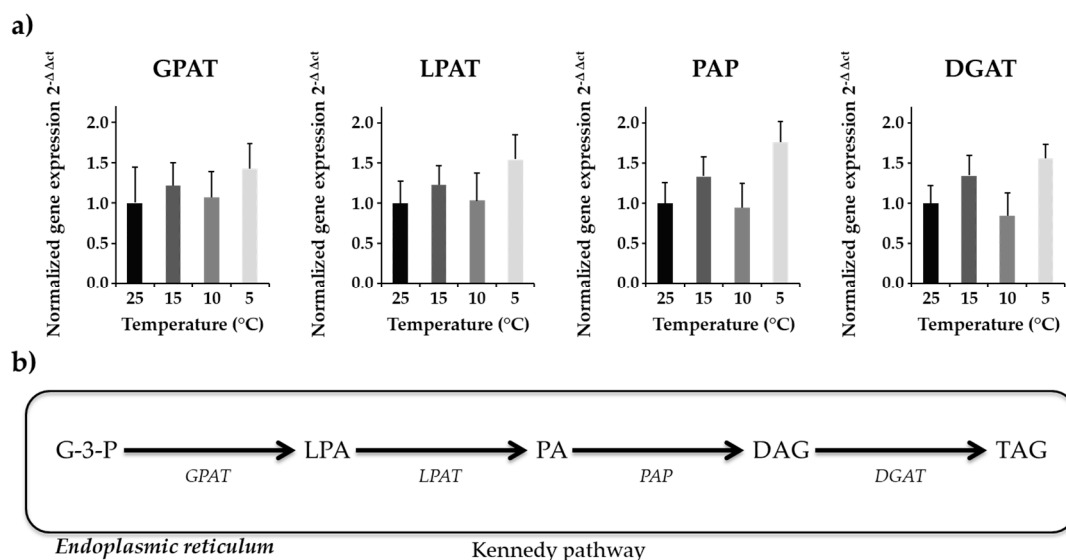 a)
GPAT
LPAT
PAP
DGAT
Normalized gene expression 2-ΔΔct
2.0
1.5
1.0
0.5
0.0
25 15 10 5
Temperature (°C)
Normalized gene expression 2-ΔΔct
2.0
1.5
1.0
0.5
0.0
25 15 10 5
Temperature (°C)
Normalized gene expression 2-ΔΔct
2.0
1.5
1.0
0.5
0.0
25 15 10 5
Temperature (°C)
Normalized gene expression 2-ΔΔct
2.0
1.5
1.0
0.5
0.0
25 15 10 5
Temperature (°C)
b)
G-3-P LPA PA DAG TAG
GPAT LPAT PAP DGAT
Endoplasmic reticulum
Kennedy pathway